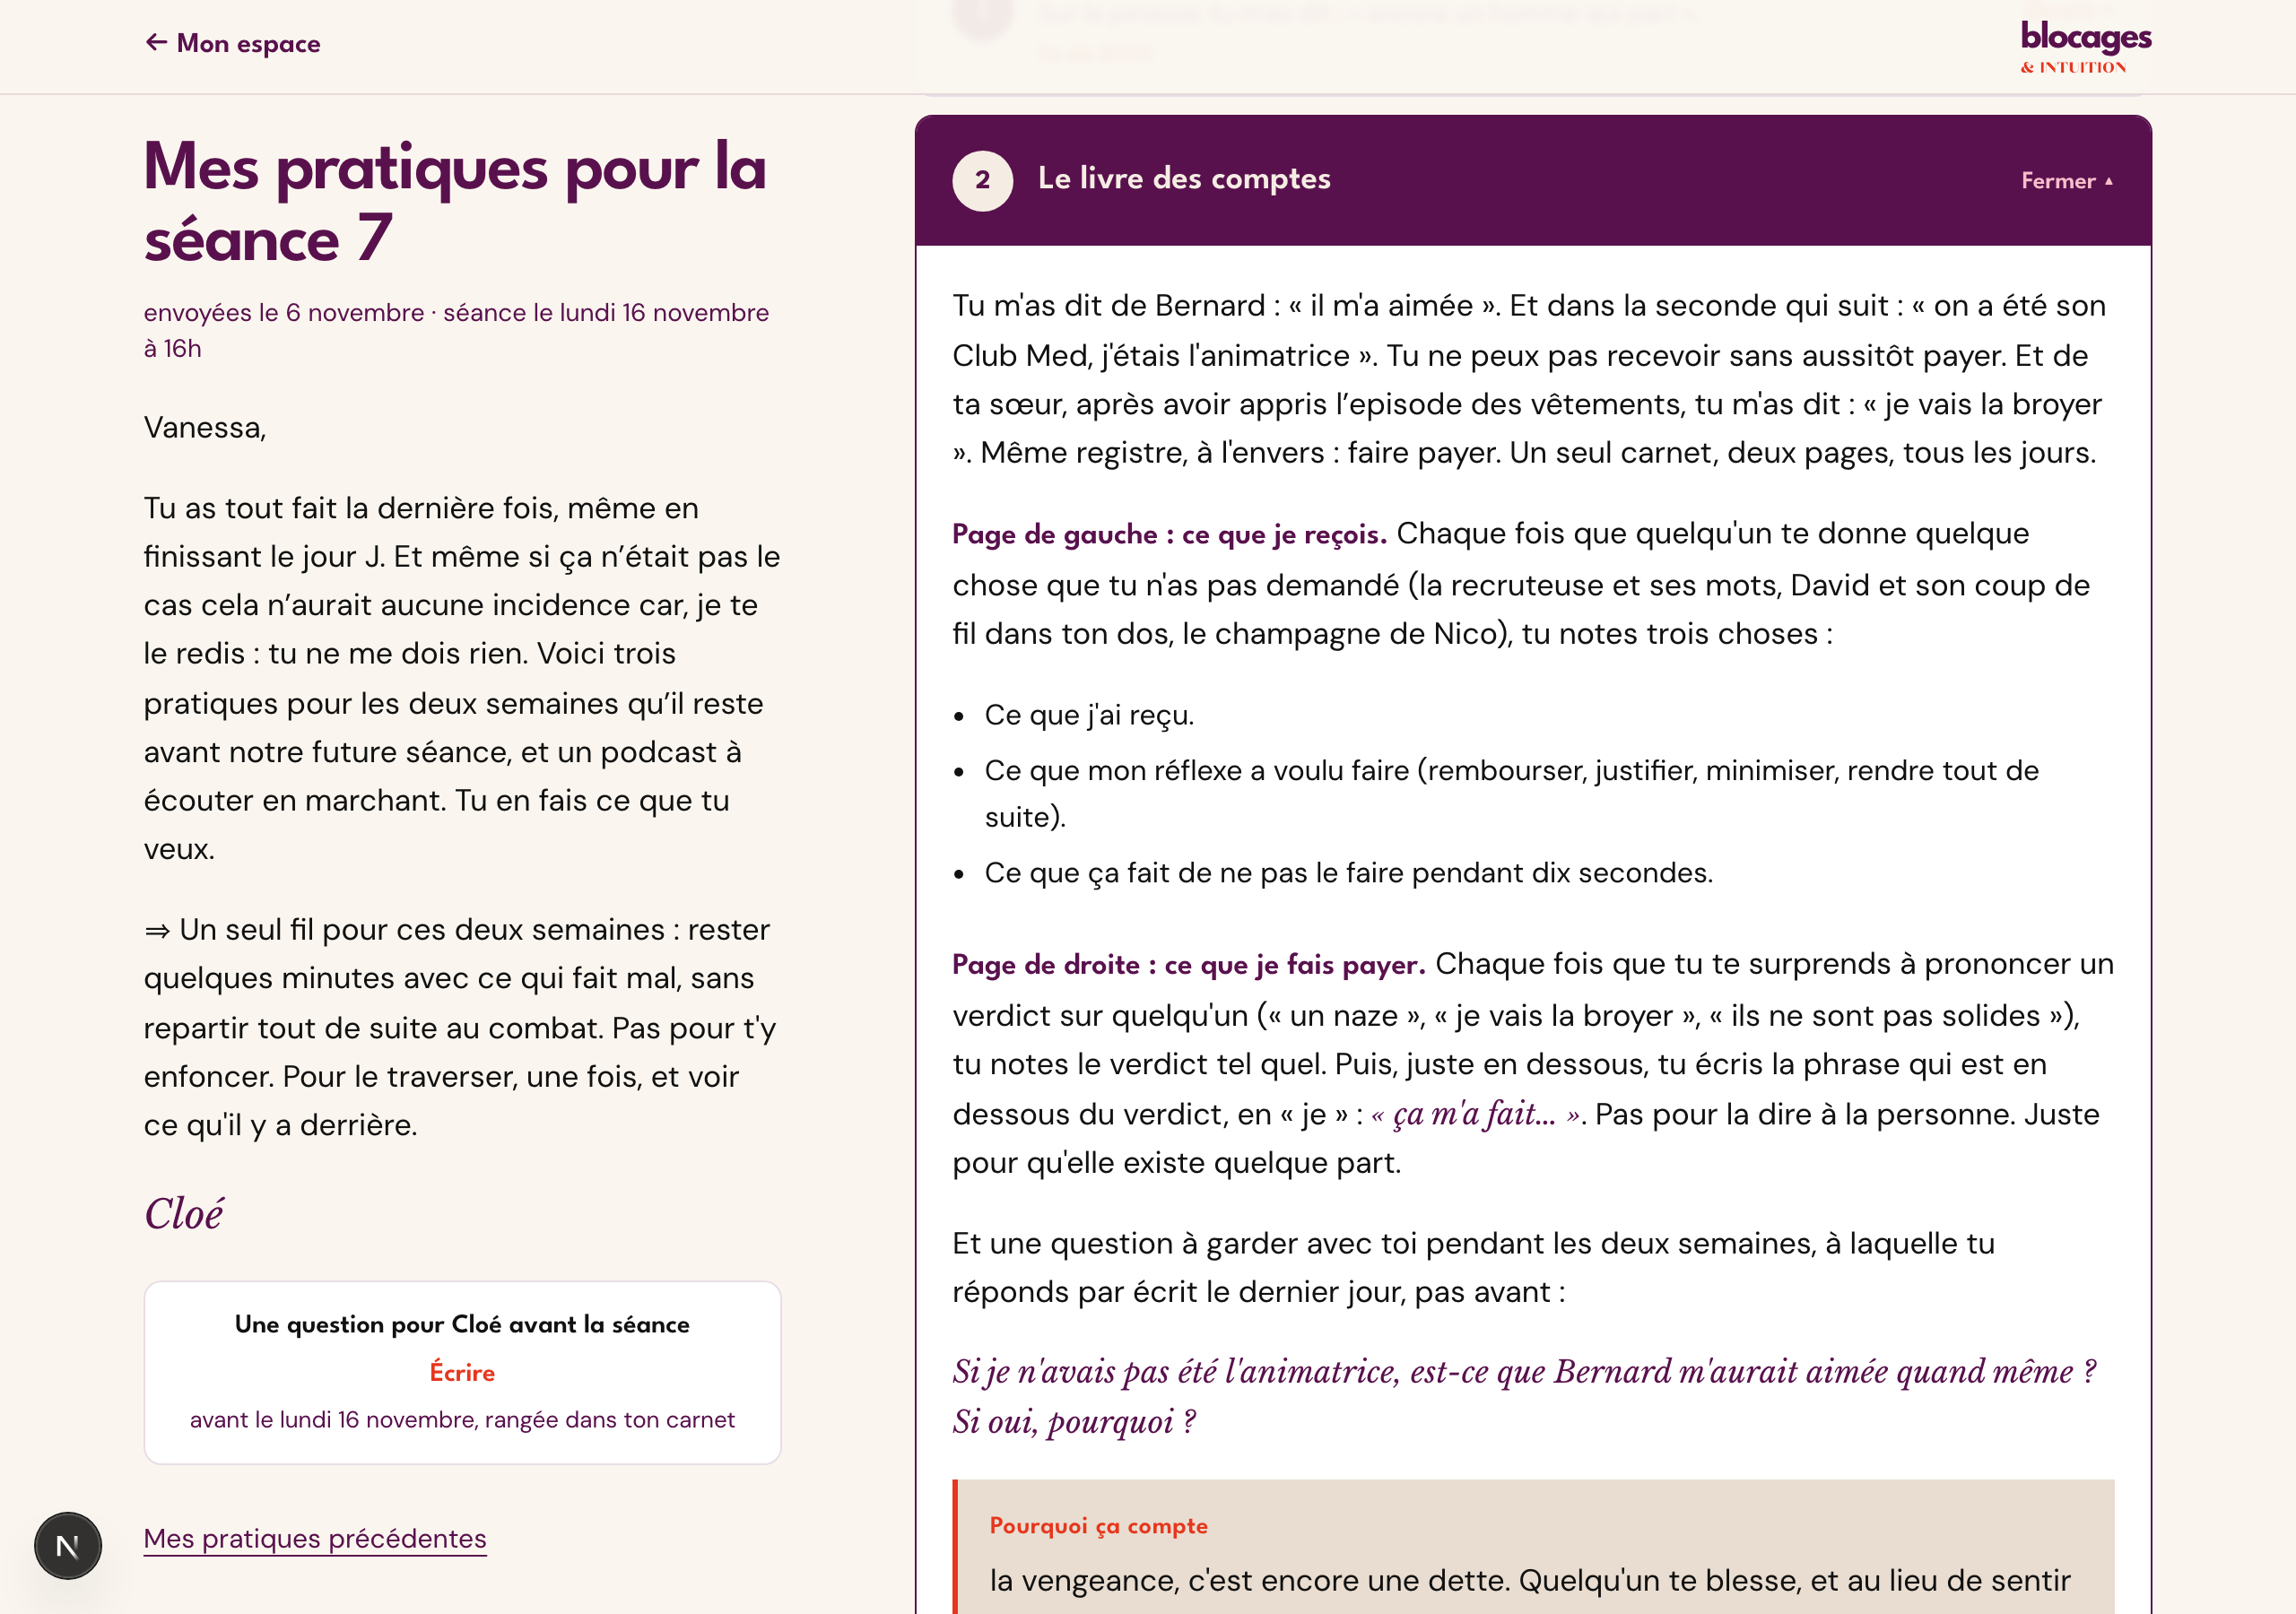 ← Mon espace
blocages
& INTUITION
Mes pratiques pour la
séance 7
envoyées le 6 novembre · séance le lundi 16 novembre
à 16h
Vanessa,
Tu as tout fait la dernière fois, même en
finissant le jour J. Et même si ça n’était pas le
cas cela n’aurait aucune incidence car, je te
le redis : tu ne me dois rien. Voici trois
pratiques pour les deux semaines qu’il reste
avant notre future séance, et un podcast à
écouter en marchant. Tu en fais ce que tu
veux.
⇒ Un seul fil pour ces deux semaines : rester
quelques minutes avec ce qui fait mal, sans
repartir tout de suite au combat. Pas pour t'y
enfoncer. Pour le traverser, une fois, et voir
ce qu'il y a derrière.
Cloé
Une question pour Cloé avant la séance
Écrire
avant le lundi 16 novembre, rangée dans ton carnet
Mes pratiques précédentes
N
2
Le livre des comptes
Fermer ▲
Tu m'as dit de Bernard : « il m'a aimée ». Et dans la seconde qui suit : « on a été son
Club Med, j'étais l'animatrice ». Tu ne peux pas recevoir sans aussitôt payer. Et de
ta sœur, après avoir appris l’episode des vêtements, tu m'as dit : « je vais la broyer
». Même registre, à l'envers : faire payer. Un seul carnet, deux pages, tous les jours.
Page de gauche : ce que je reçois. Chaque fois que quelqu'un te donne quelque
chose que tu n'as pas demandé (la recruteuse et ses mots, David et son coup de
fil dans ton dos, le champagne de Nico), tu notes trois choses :
• Ce que j'ai reçu.
• Ce que mon réflexe a voulu faire (rembourser, justifier, minimiser, rendre tout de
suite).
• Ce que ça fait de ne pas le faire pendant dix secondes.
Page de droite : ce que je fais payer. Chaque fois que tu te surprends à prononcer un
verdict sur quelqu'un (« un naze », « je vais la broyer », « ils ne sont pas solides »),
tu notes le verdict tel quel. Puis, juste en dessous, tu écris la phrase qui est en
dessous du verdict, en « je » : « ça m'a fait... ». Pas pour la dire à la personne. Juste
pour qu'elle existe quelque part.
Et une question à garder avec toi pendant les deux semaines, à laquelle tu
réponds par écrit le dernier jour, pas avant :
Si je n'avais pas été l'animatrice, est-ce que Bernard m'aurait aimée quand même ?
Si oui, pourquoi ?
Pourquoi ça compte
la vengeance, c'est encore une dette. Quelqu'un te blesse, et au lieu de sentir